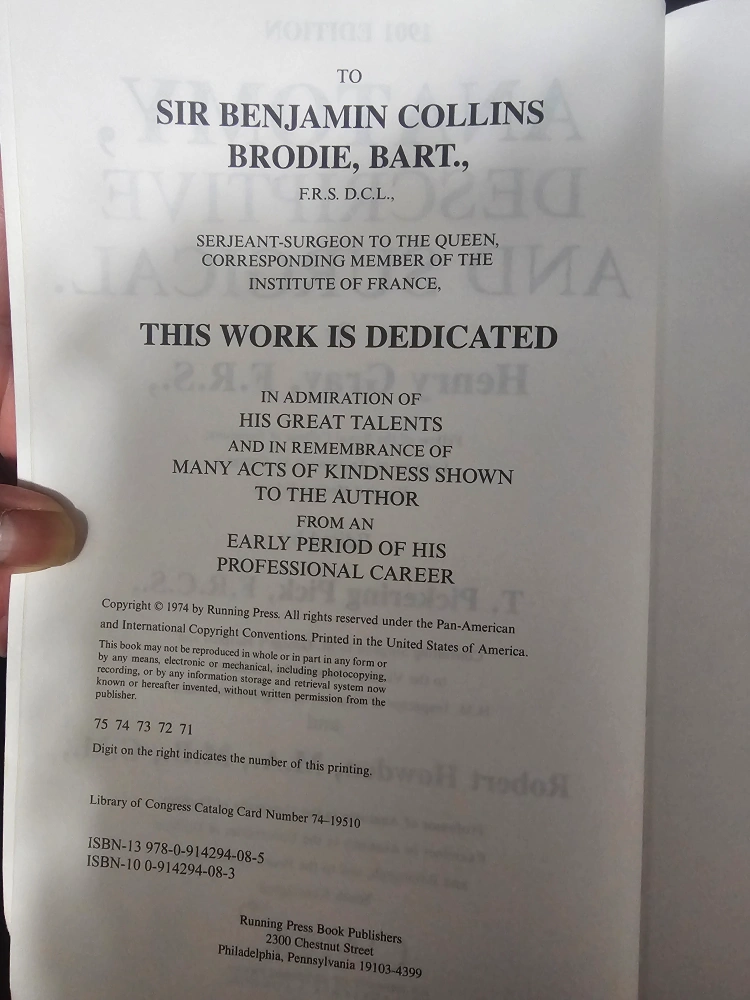 TO
SIR BENJAMIN COLLINS
BRODIE, BART.,
F.R.S. D.C.L.,
SERJEANT-SURGEON TO THE QUEEN,
CORRESPONDING MEMBER OF THE
INSTITUTE OF FRANCE,
THIS WORK IS DEDICATED
IN ADMIRATION OF
HIS GREAT TALENTS
AND IN REMEMBRANCE OF
MANY ACTS OF KINDNESS SHOWN
TO THE AUTHOR
FROM AN
EARLY PERIOD OF HIS
PROFESSIONAL CAREER
Copyright © 1974 by Running Press. All rights reserved under the Pan-American
and International Copyright Conventions. Printed in the United States of America.
This book may not be reproduced in whole or in part in any form or
by any means, electronic or mechanical, including photocopying,
recording, or by any information storage and retrieval system now
known or hereafter invented, without written permission from the
publisher.
75 74 73 72 71
Digit on the right indicates the number of this printing.
Library of Congress Catalog Card Number 74–19510
ISBN-13 978-0-914294-08-5
ISBN-10 0-914294-08-3
Running Press Book Publishers
2300 Chestnut Street
Philadelphia, Pennsylvania 19103-4399